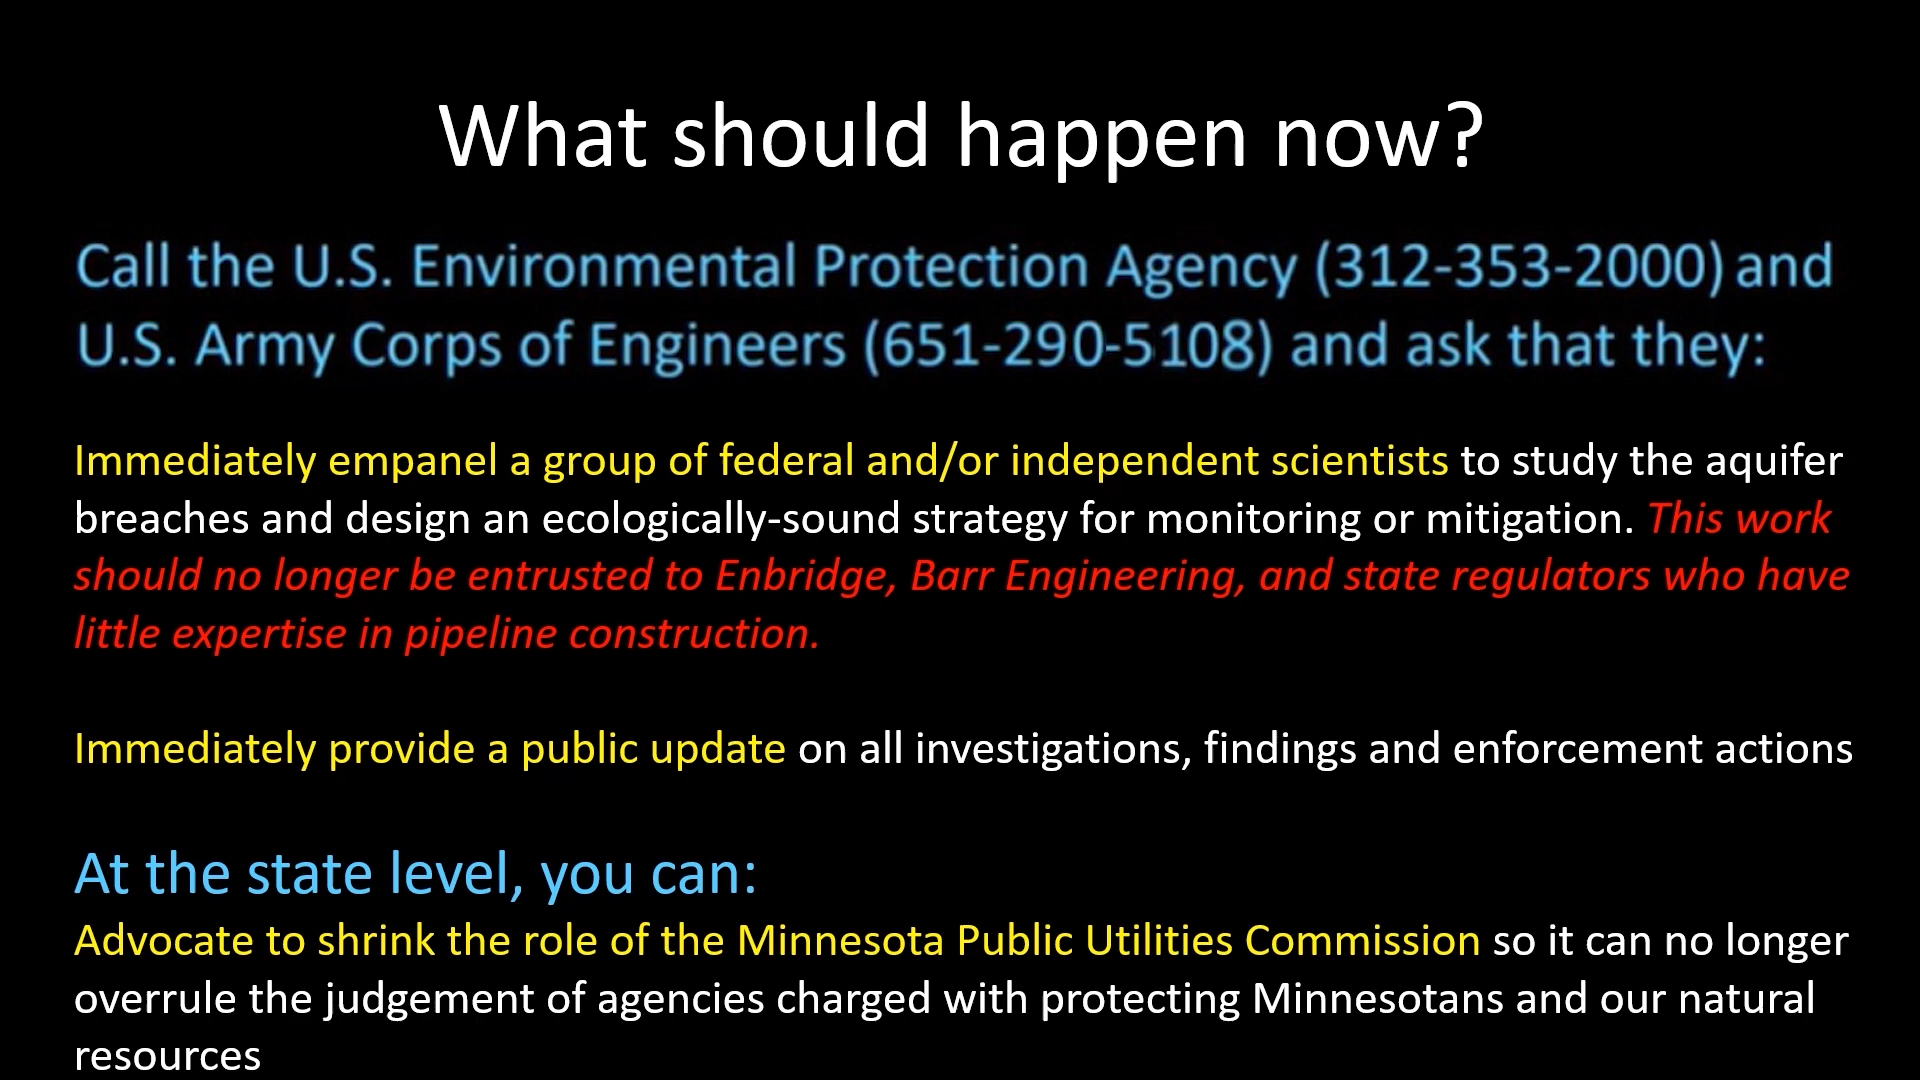 What should happen now?
Call the U.S. Environmental Protection Agency (312-353-2000) and
U.S. Army Corps of Engineers (651-290-5108) and ask that they:
Immediately empanel a group of federal and/or independent scientists to study the aquifer
breaches and design an ecologically-sound strategy for monitoring or mitigation. This work
should no longer be entrusted to Enbridge, Barr Engineering, and state regulators who have
little expertise in pipeline construction.
Immediately provide a public update on all investigations, findings and enforcement actions
At the state level, you can:
Advocate to shrink the role of the Minnesota Public Utilities Commission so it can no longer
overrule the judgement of agencies charged with protecting Minnesotans and our natural
resources